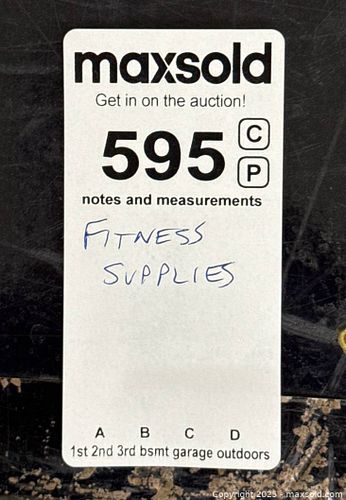 maxsold
Get in on the auction!
595 C
P
notes and measurements
FITNESS
SUPPLIES
A B C D
1st 2nd 3rd bsmt garage outdoors
Copyright 2025 - maxsold.com